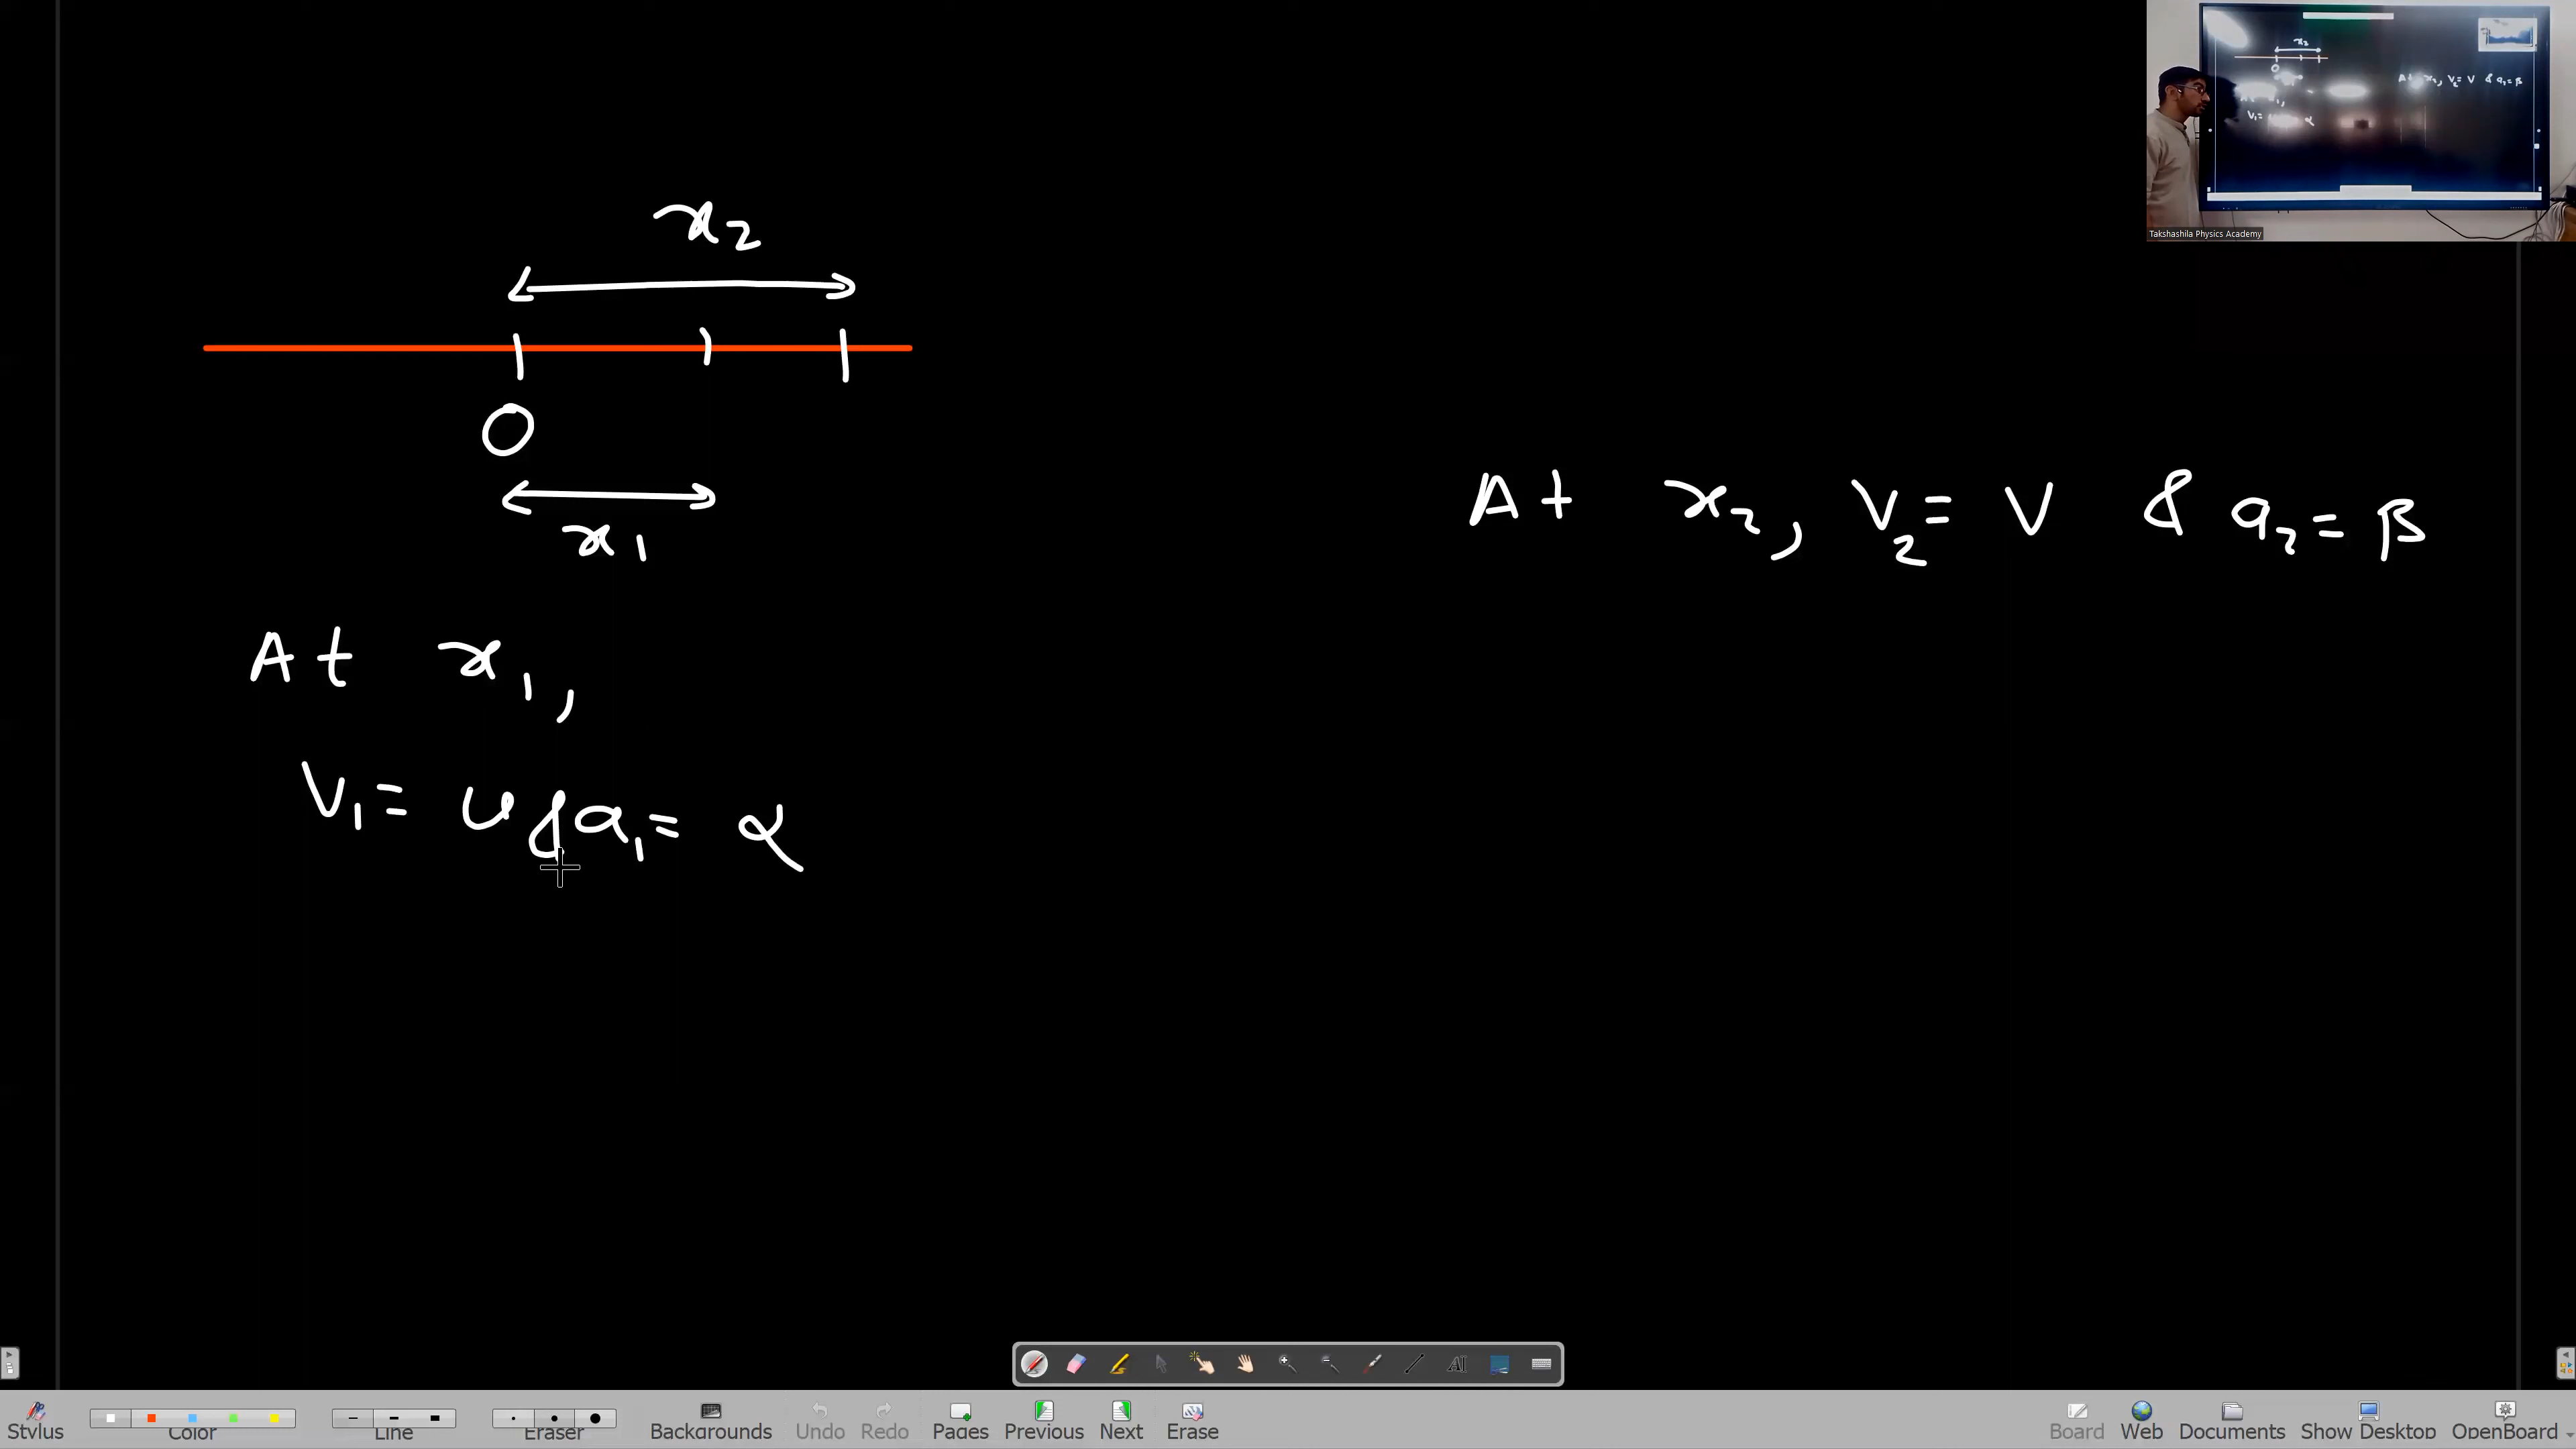 x2
O
x1
At x2, V2 = V & a2 = β
At x1,
V1 = u & a1 = α
Takshashila Physics Academy
Stylus Color Line Eraser Backgrounds Undo Redo Pages Previous Next Erase Board Web Documents Show Desktop OpenBoard